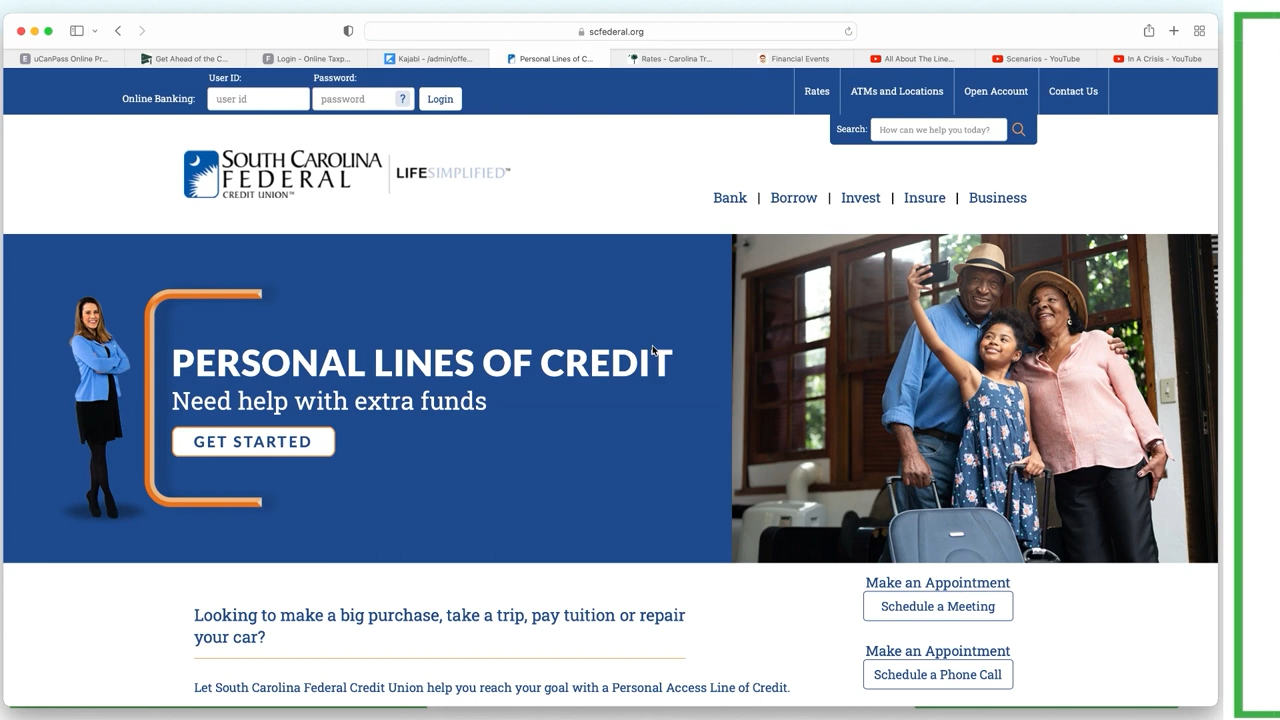 scfederal.org
uCanPass Online Pr...
Get Ahead of the C...
Login - Online Taxp...
Kajabi - /admin/offe...
Personal Lines of C...
Rates - Carolina Tr...
Financial Events
All About The Line...
Scenarios - YouTube
In A Crisis - YouTube
User ID:
Password:
Online Banking:
user id
password
?
Login
Rates
ATMs and Locations
Open Account
Contact Us
Search:
How can we help you today?
SOUTH CAROLINA
FEDERAL
CREDIT UNION™
LIFESIMPLIFIED™
Bank | Borrow | Invest | Insure | Business
PERSONAL LINES OF CREDIT
Need help with extra funds
GET STARTED
Looking to make a big purchase, take a trip, pay tuition or repair
your car?
Let South Carolina Federal Credit Union help you reach your goal with a Personal Access Line of Credit.
Make an Appointment
Schedule a Meeting
Make an Appointment
Schedule a Phone Call